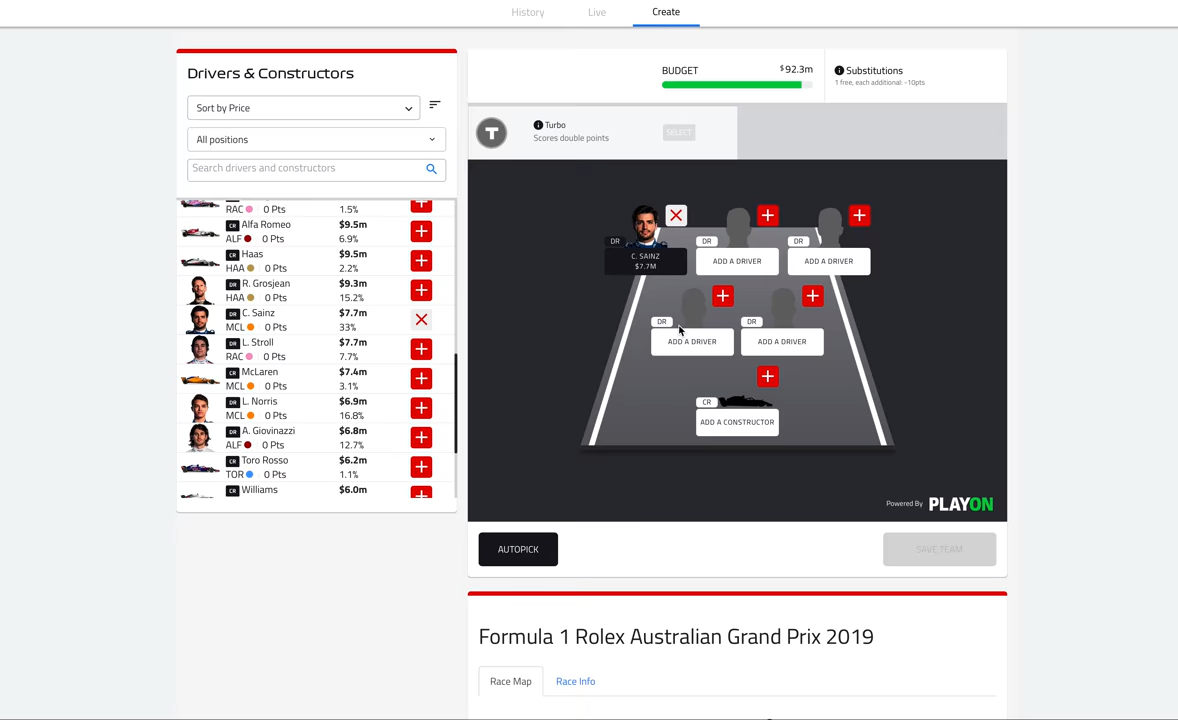 History
Live
Create
Drivers & Constructors
Sort by Price
All positions
Search drivers and constructors
RAC 0 Pts 1.5%
CR Alfa Romeo $9.5m
ALF 0 Pts 6.9%
CR Haas $9.5m
HAA 0 Pts 2.2%
DR R. Grosjean $9.3m
HAA 0 Pts 15.2%
DR C. Sainz $7.7m
MCL 0 Pts 33%
DR L. Stroll $7.7m
RAC 0 Pts 7.7%
CR McLaren $7.4m
MCL 0 Pts 3.1%
DR L. Norris $6.9m
MCL 0 Pts 16.8%
DR A. Giovinazzi $6.8m
ALF 0 Pts 12.7%
CR Toro Rosso $6.2m
TOR 0 Pts 1.1%
CR Williams $6.0m
BUDGET $92.3m
Substitutions
1 free, each additional: -10pts
T
Turbo
Scores double points
SELECT
DR
C. SAINZ
$7.7M
DR
ADD A DRIVER
DR
ADD A DRIVER
DR
ADD A DRIVER
DR
ADD A DRIVER
CR
ADD A CONSTRUCTOR
Powered By PLAYON
AUTOPICK
SAVE TEAM
Formula 1 Rolex Australian Grand Prix 2019
Race Map
Race Info